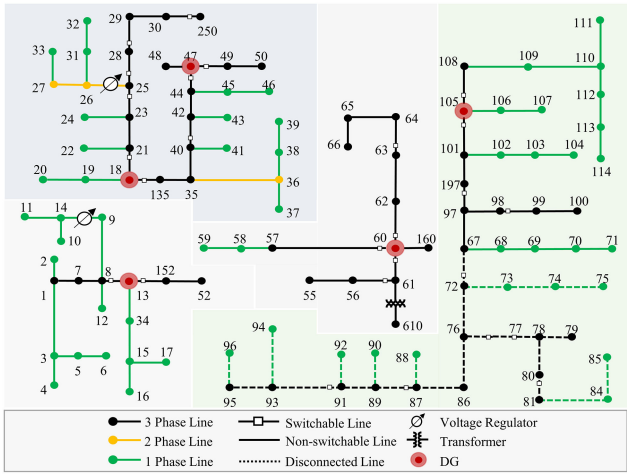 32 29 30 250 111
33 31 28 48 47 49 50 108 109 110
27 26 25 44 45 46 65 64 105 106 107 112
24 23 42 43 39 66 63 113
22 21 40 41 38 101 102 103 104 114
20 19 18 135 35 36 62 197
11 14 9 37 97 98 99 100
10 59 58 57 60 160 67 68 69 70 71
2 7 8 152
1 12 13 52 55 56 61 72 73 74 75
34 610 76 77 78 79
3 5 6 15 17 96 94 92 90 88 80 85
4 16 95 93 91 89 87 86 81 84
3 Phase Line Switchable Line Voltage Regulator
2 Phase Line Non-switchable Line Transformer
1 Phase Line Disconnected Line DG